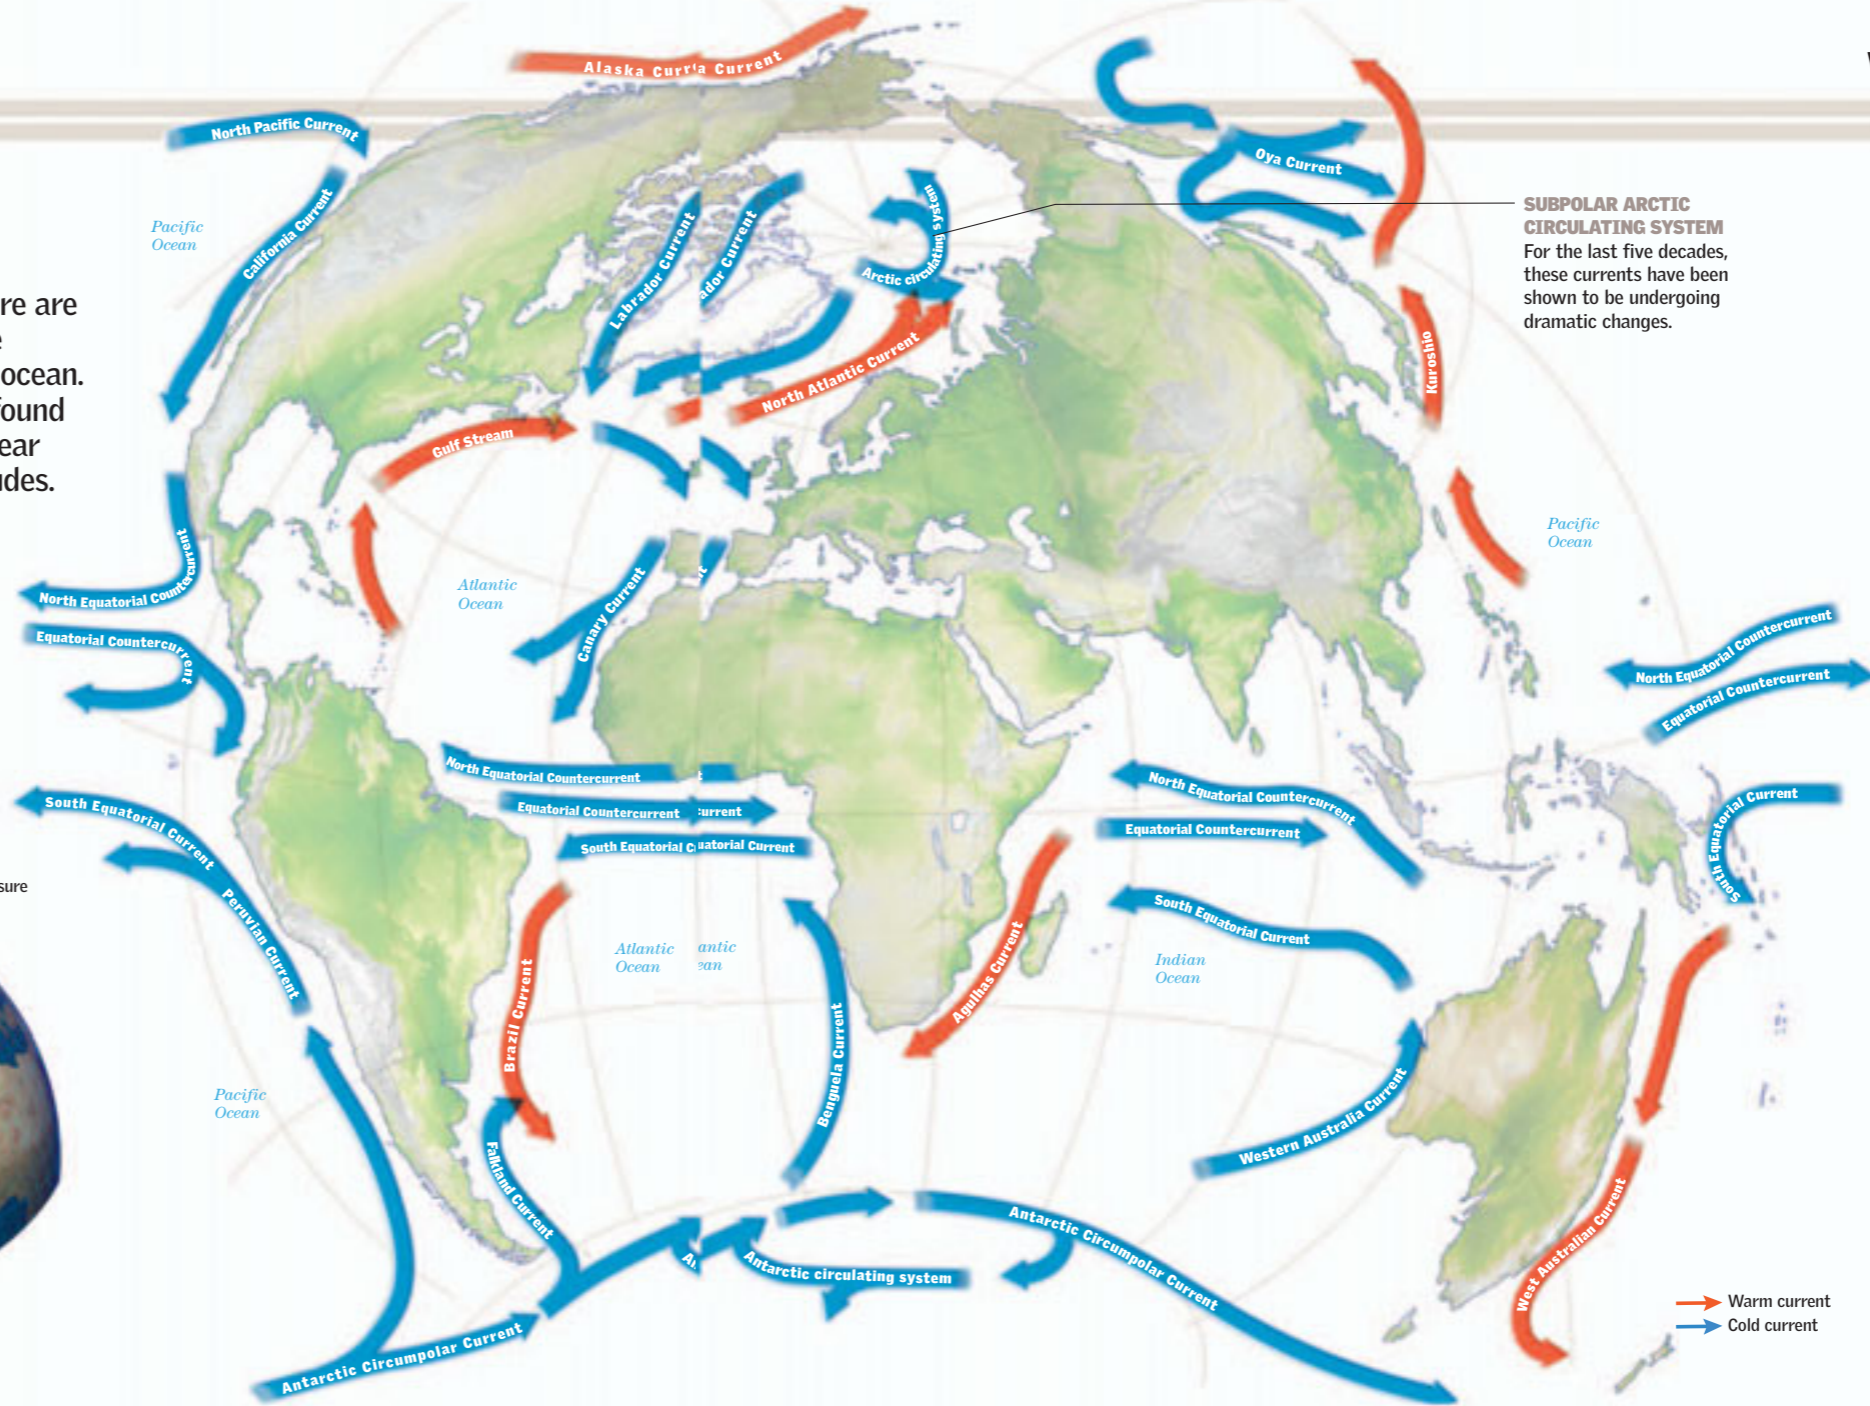 Alaska Curr
a Current
North Pacific Current
California Current
Pacific
Ocean
re are
e
ocean.
found
ear
udes.
Labrador Current
ador Current
Arctic circulating system
Oya Current
SUBPOLAR ARCTIC
CIRCULATING SYSTEM
For the last five decades,
these currents have been
shown to be undergoing
dramatic changes.
North Atlantic Current
Kuroshio
Gulf Stream
Pacific
Ocean
Atlantic
Ocean
Canary Current
North Equatorial Countercurrent
Equatorial Countercurrent
North Equatorial Countercurrent
Equatorial Countercurrent
North Equatorial Countercurrent
t
Equatorial Countercurrent
current
South Equatorial C
uatorial Current
North Equatorial Countercurrent
Equatorial Countercurrent
South Equatorial Current
South Equatorial Current
Peruvian Current
sure
South Equatorial Current
Brazil Current
Atlantic
Ocean
antic
ean
Agulhas Current
Indian
Ocean
Benguela Current
Pacific
Ocean
Falkland Current
Western Australia Current
West Australian Current
Antarctic Circumpolar Current
An
Antarctic circulating system
Antarctic Circumpolar Current
Warm current
Cold current